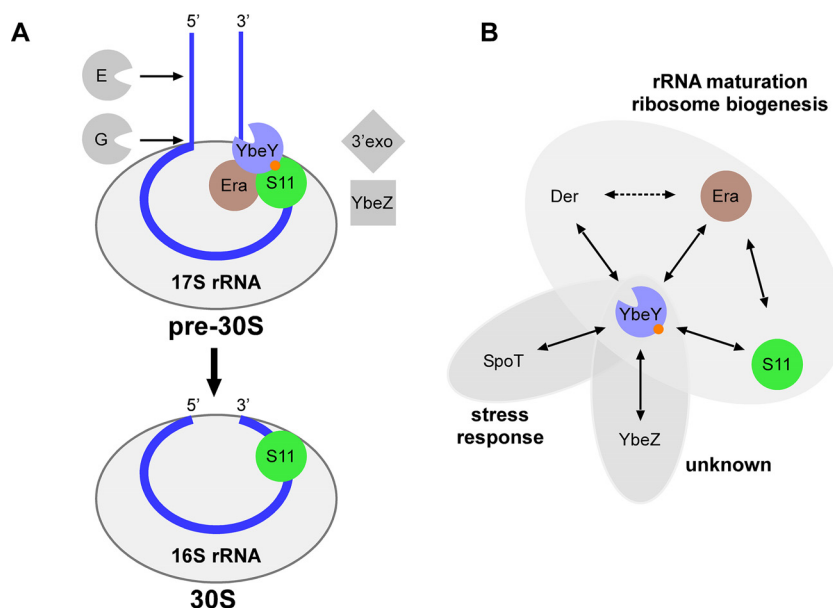 A
5’
3’
E
G
YbeY
Era
S11
3’exo
YbeZ
17S rRNA
pre-30S
5’
3’
S11
16S rRNA
30S
B
rRNA maturation
ribosome biogenesis
Der
Era
YbeY
S11
SpoT
stress
response
YbeZ
unknown